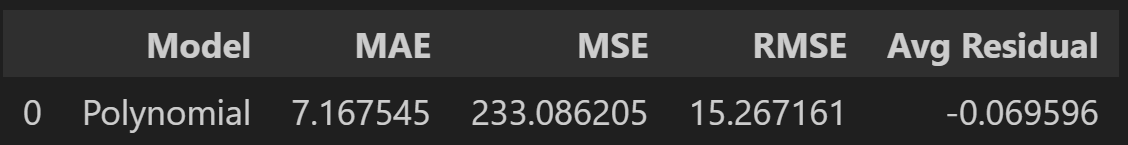 Model MAE MSE RMSE Avg Residual
0 Polynomial 7.167545 233.086205 15.267161 -0.069596